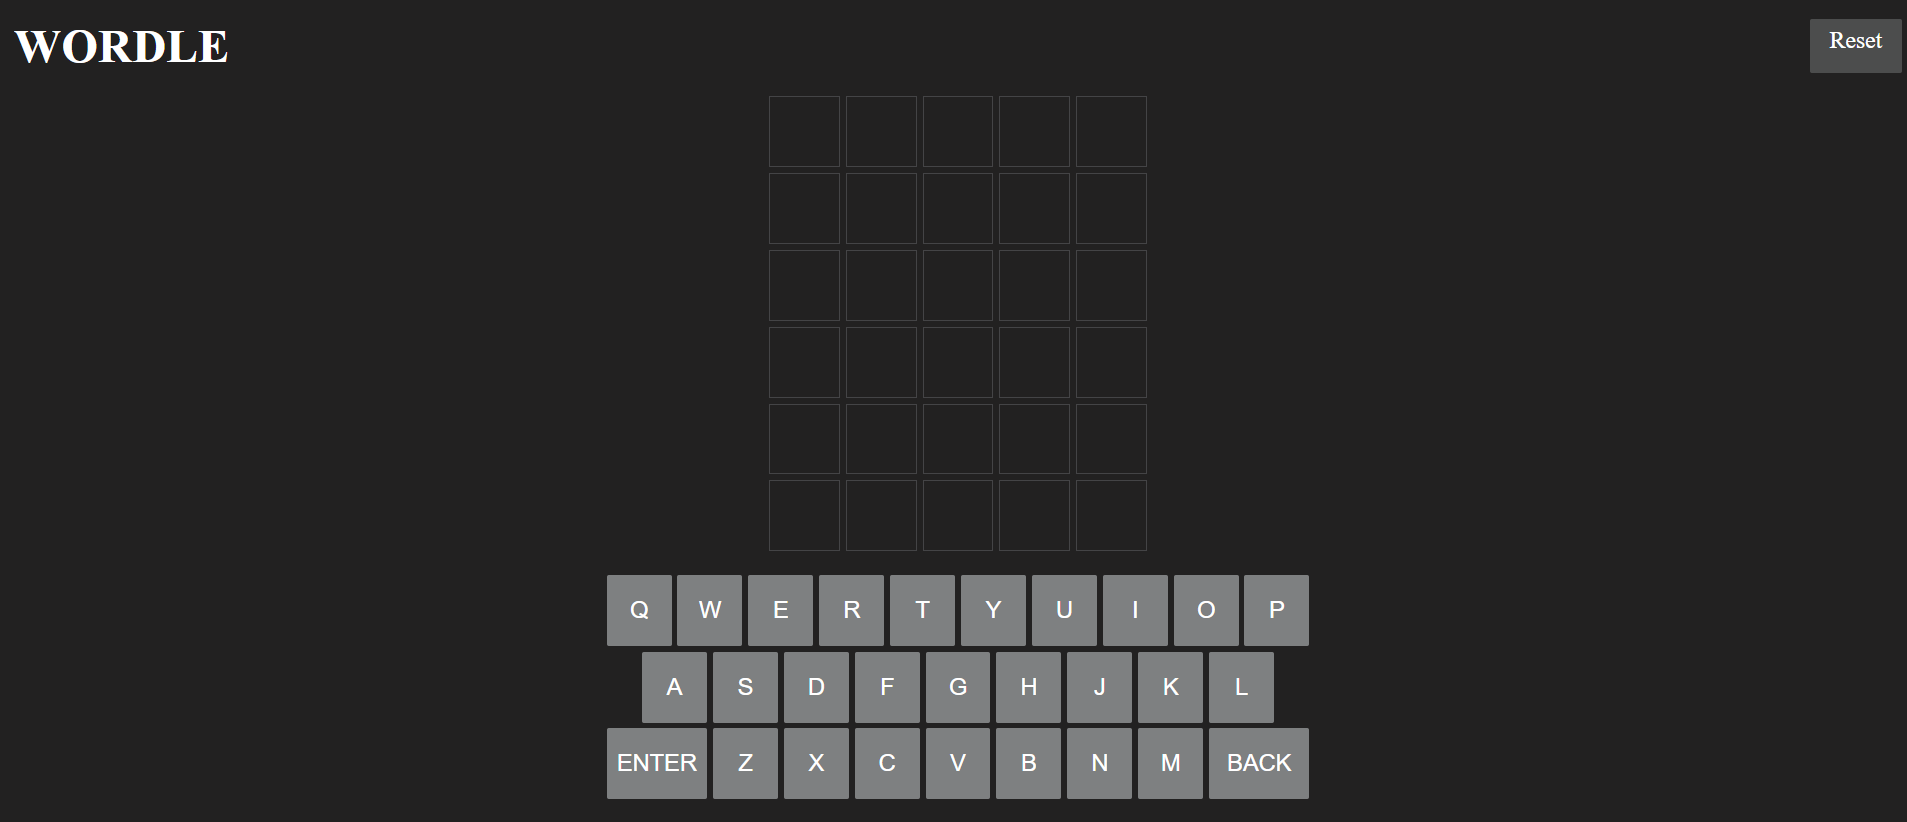 WORDLE
Reset
Q W E R T Y U I O P
A S D F G H J K L
ENTER Z X C V B N M BACK